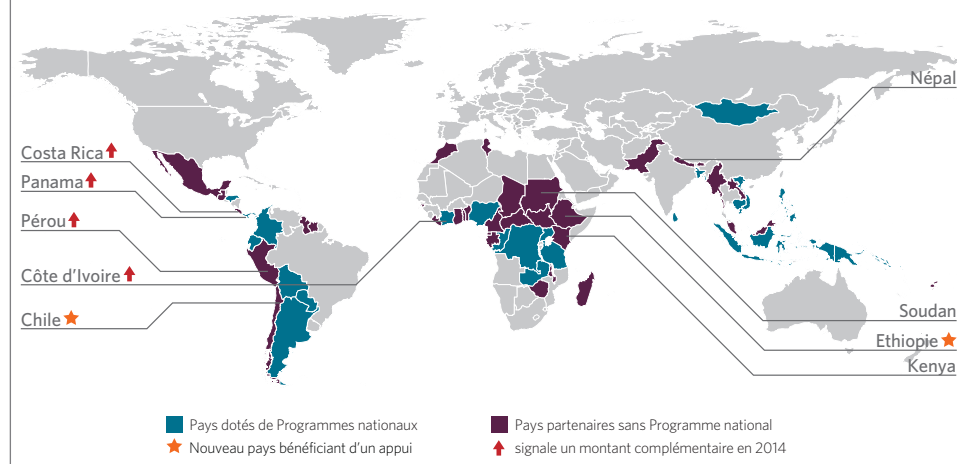 Népal
Costa Rica
Panama
Pérou
Côte d'Ivoire
Chile
Soudan
Ethiopie
Kenya
Pays dotés de Programmes nationaux
Pays partenaires sans Programme national
Nouveau pays bénéficiant d'un appui
signale un montant complémentaire en 2014